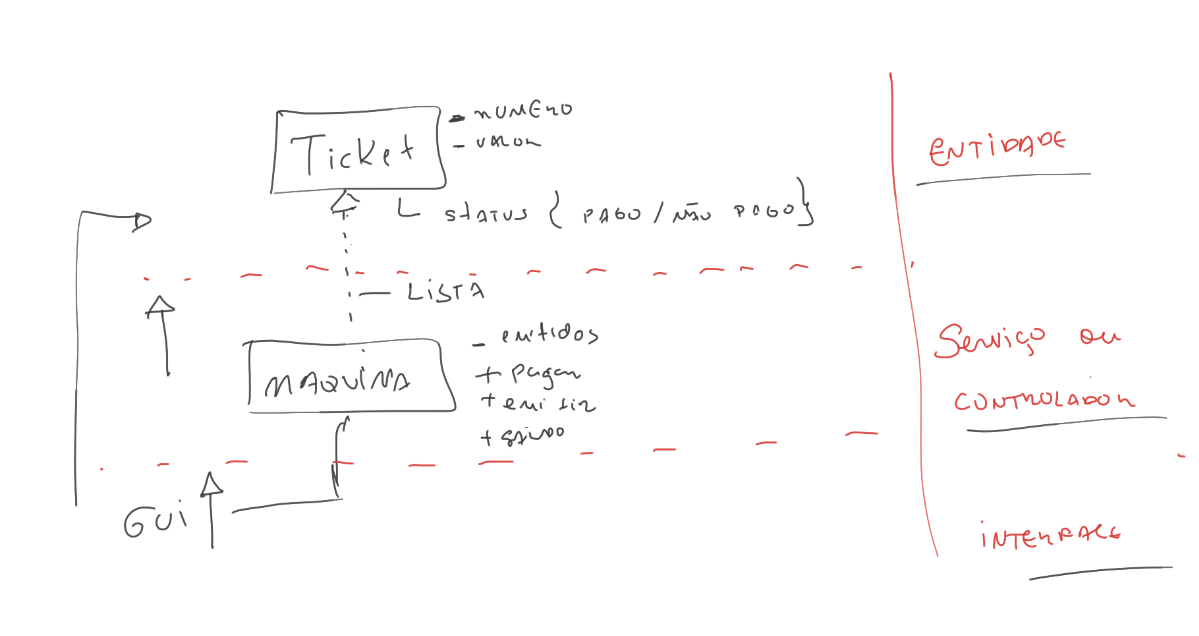 - NUMERO
Ticket
- VALOR
ENTIDADE
STATUS { PAGO / NÃO PAGO }
LISTA
- emitidos
Serviço ou
MAQUINA
+ pagar
+ emitir
CONTROLADOR
+ saldo
GUi
iNTERFACE